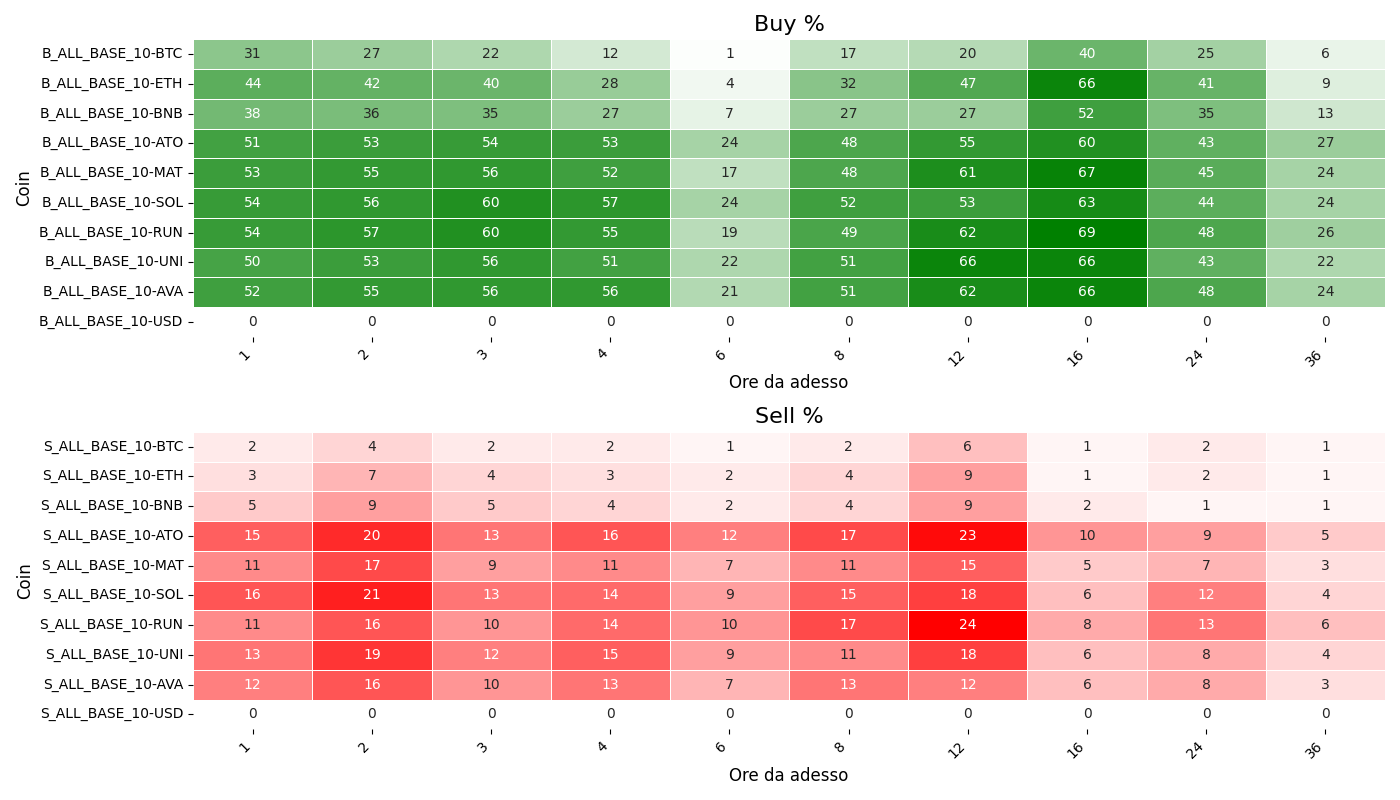 Buy %
Coin
B_ALL_BASE_10-BTC 31 27 22 12 1 17 20 40 25 6
B_ALL_BASE_10-ETH 44 42 40 28 4 32 47 66 41 9
B_ALL_BASE_10-BNB 38 36 35 27 7 27 27 52 35 13
B_ALL_BASE_10-ATO 51 53 54 53 24 48 55 60 43 27
B_ALL_BASE_10-MAT 53 55 56 52 17 48 61 67 45 24
B_ALL_BASE_10-SOL 54 56 60 57 24 52 53 63 44 24
B_ALL_BASE_10-RUN 54 57 60 55 19 49 62 69 48 26
B_ALL_BASE_10-UNI 50 53 56 51 22 51 66 66 43 22
B_ALL_BASE_10-AVA 52 55 56 56 21 51 62 66 48 24
B_ALL_BASE_10-USD 0 0 0 0 0 0 0 0 0 0
1 2 3 4 6 8 12 16 24 36
Ore da adesso
Sell %
Coin
S_ALL_BASE_10-BTC 2 4 2 2 1 2 6 1 2 1
S_ALL_BASE_10-ETH 3 7 4 3 2 4 9 1 2 1
S_ALL_BASE_10-BNB 5 9 5 4 2 4 9 2 1 1
S_ALL_BASE_10-ATO 15 20 13 16 12 17 23 10 9 5
S_ALL_BASE_10-MAT 11 17 9 11 7 11 15 5 7 3
S_ALL_BASE_10-SOL 16 21 13 14 9 15 18 6 12 4
S_ALL_BASE_10-RUN 11 16 10 14 10 17 24 8 13 6
S_ALL_BASE_10-UNI 13 19 12 15 9 11 18 6 8 4
S_ALL_BASE_10-AVA 12 16 10 13 7 13 12 6 8 3
S_ALL_BASE_10-USD 0 0 0 0 0 0 0 0 0 0
1 2 3 4 6 8 12 16 24 36
Ore da adesso